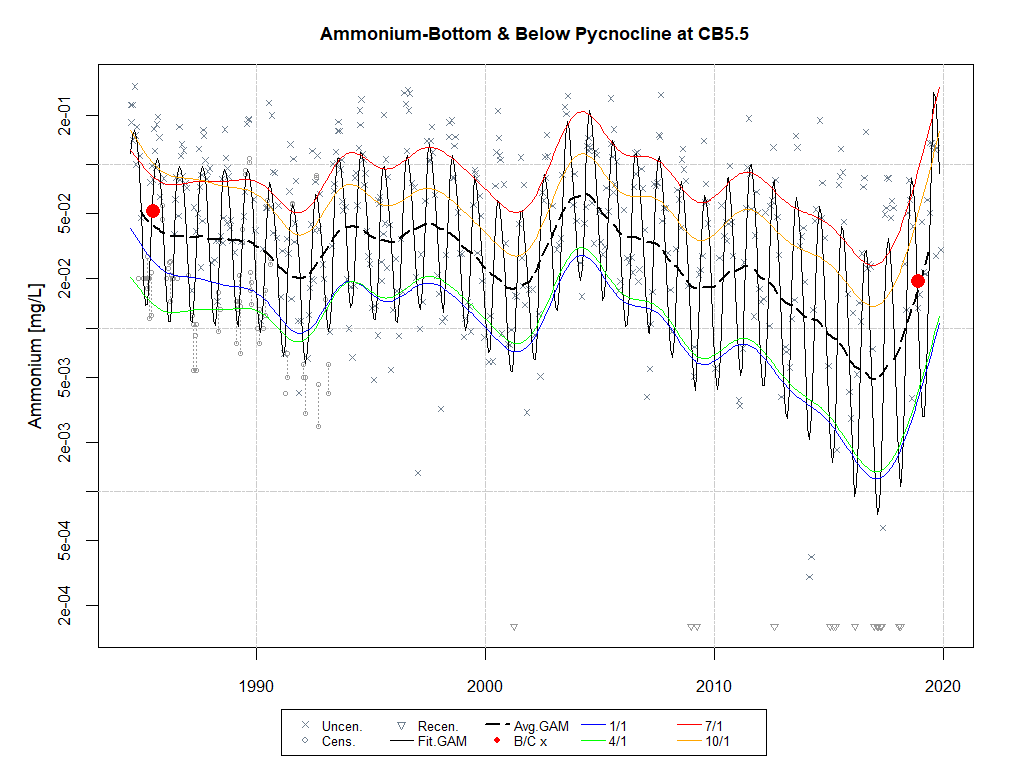 Ammonium-Bottom & Below Pycnocline at CB5.5
Ammonium [mg/L]
2e-01
5e-02
2e-02
5e-03
2e-03
5e-04
2e-04
1990 2000 2010 2020
Uncen. Recen. Avg.GAM 1/1 7/1
Cens. Fit.GAM B/C x 4/1 10/1